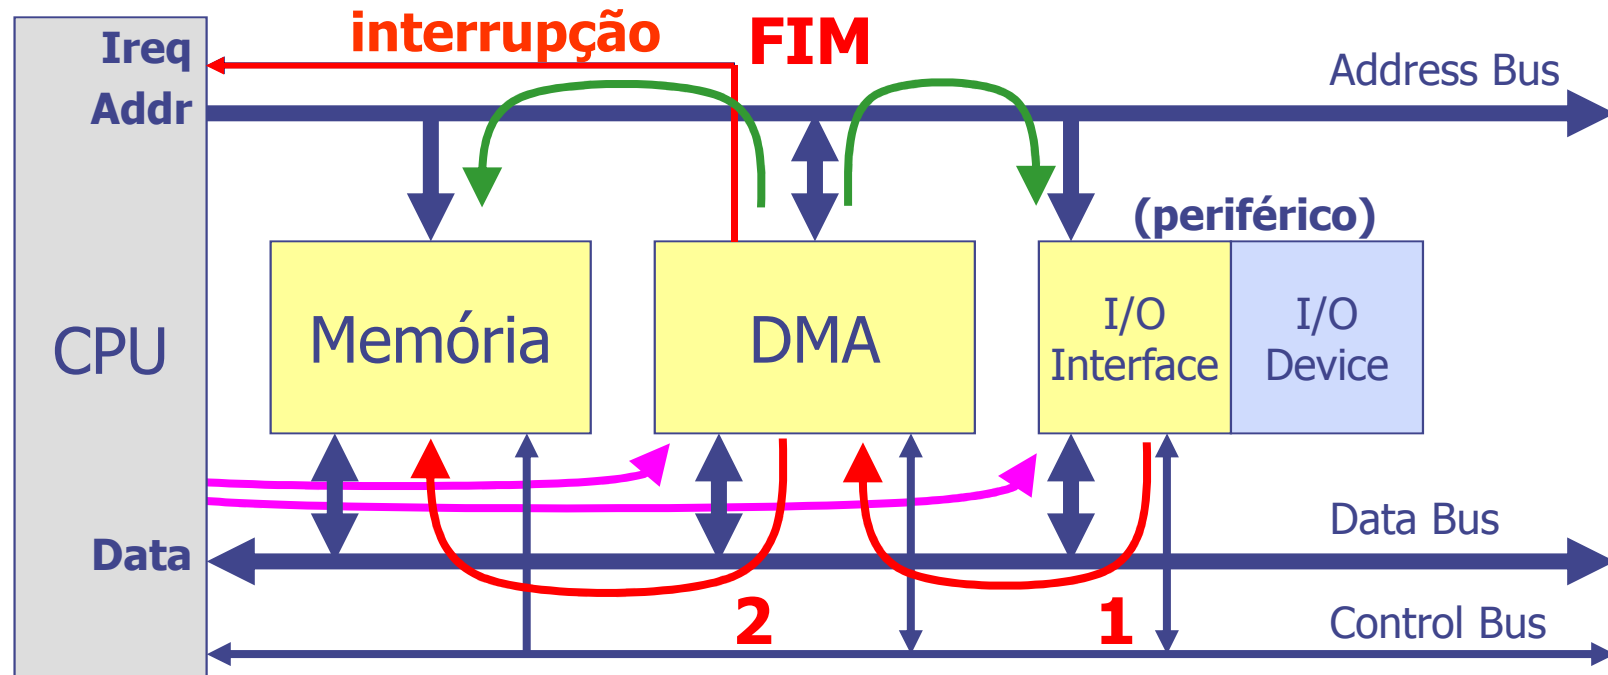 interrupção
FIM
Ireq
Address Bus
Addr
(periférico)
CPU
Memória
DMA
I/O
Interface
I/O
Device
Data Bus
Data
2
1
Control Bus